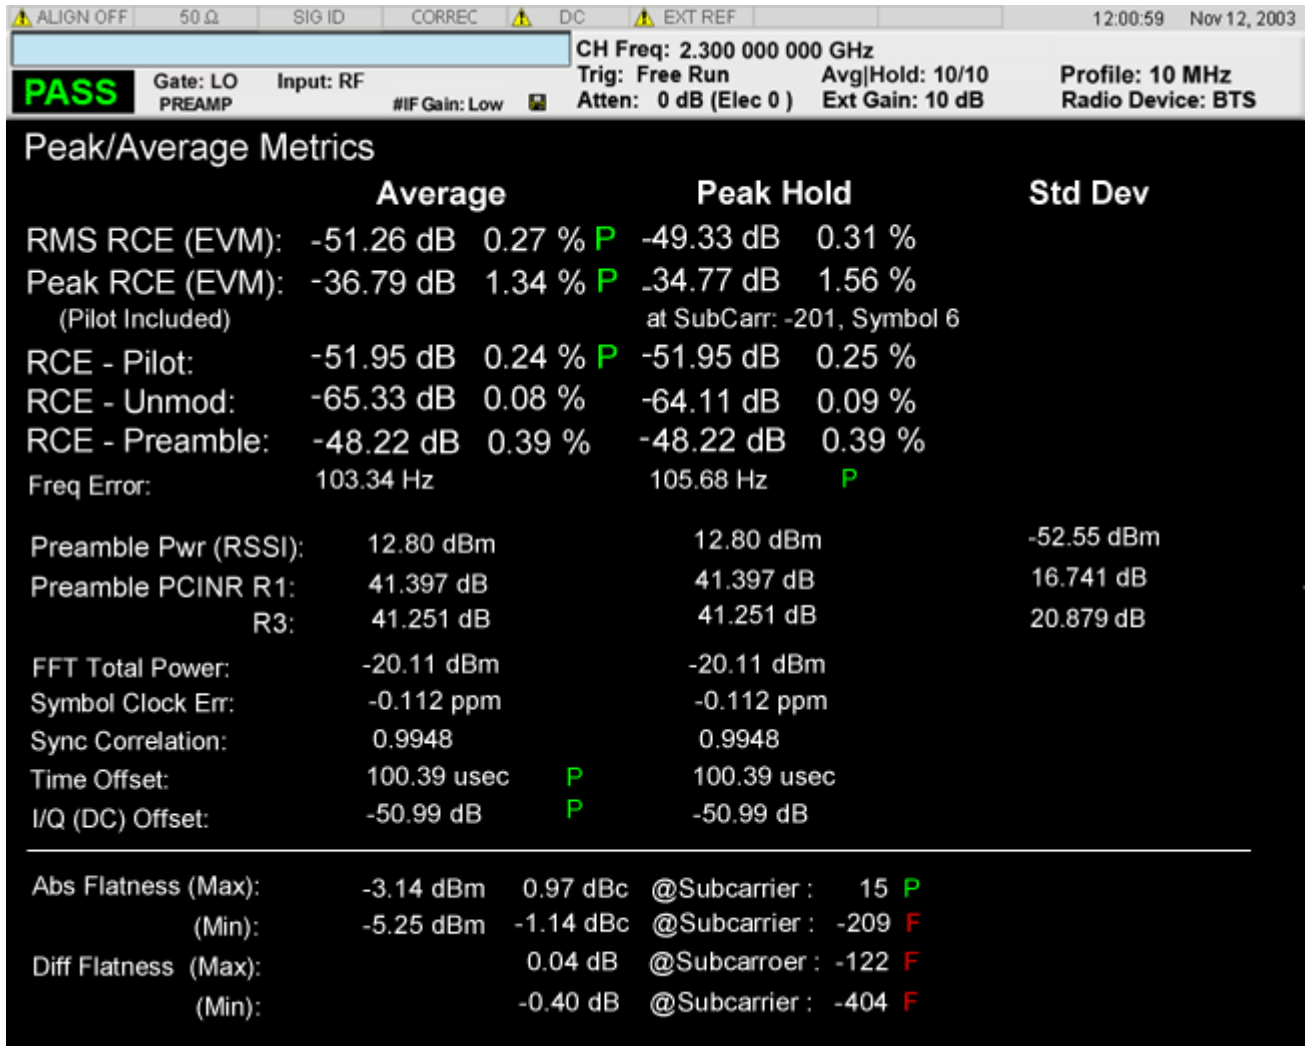 ALIGN OFF 50 Ω SIG ID CORREC DC EXT REF 12:00:59 Nov 12, 2003
CH Freq: 2.300 000 000 GHz
PASS Gate: LO Input: RF Trig: Free Run Avg|Hold: 10/10 Profile: 10 MHz
PREAMP #IF Gain: Low Atten: 0 dB (Elec 0 ) Ext Gain: 10 dB Radio Device: BTS
Peak/Average Metrics
Average Peak Hold Std Dev
RMS RCE (EVM): -51.26 dB 0.27 % P -49.33 dB 0.31 %
Peak RCE (EVM): -36.79 dB 1.34 % P -34.77 dB 1.56 %
(Pilot Included) at SubCarr: -201, Symbol 6
RCE - Pilot: -51.95 dB 0.24 % P -51.95 dB 0.25 %
RCE - Unmod: -65.33 dB 0.08 % -64.11 dB 0.09 %
RCE - Preamble: -48.22 dB 0.39 % -48.22 dB 0.39 %
Freq Error: 103.34 Hz 105.68 Hz P
Preamble Pwr (RSSI): 12.80 dBm 12.80 dBm -52.55 dBm
Preamble PCINR R1: 41.397 dB 41.397 dB 16.741 dB
R3: 41.251 dB 41.251 dB 20.879 dB
FFT Total Power: -20.11 dBm -20.11 dBm
Symbol Clock Err: -0.112 ppm -0.112 ppm
Sync Correlation: 0.9948 0.9948
Time Offset: 100.39 usec P 100.39 usec
I/Q (DC) Offset: -50.99 dB P -50.99 dB
Abs Flatness (Max): -3.14 dBm 0.97 dBc @Subcarrier : 15 P
(Min): -5.25 dBm -1.14 dBc @Subcarrier : -209 F
Diff Flatness (Max): 0.04 dB @Subcarroer : -122 F
(Min): -0.40 dB @Subcarrier : -404 F